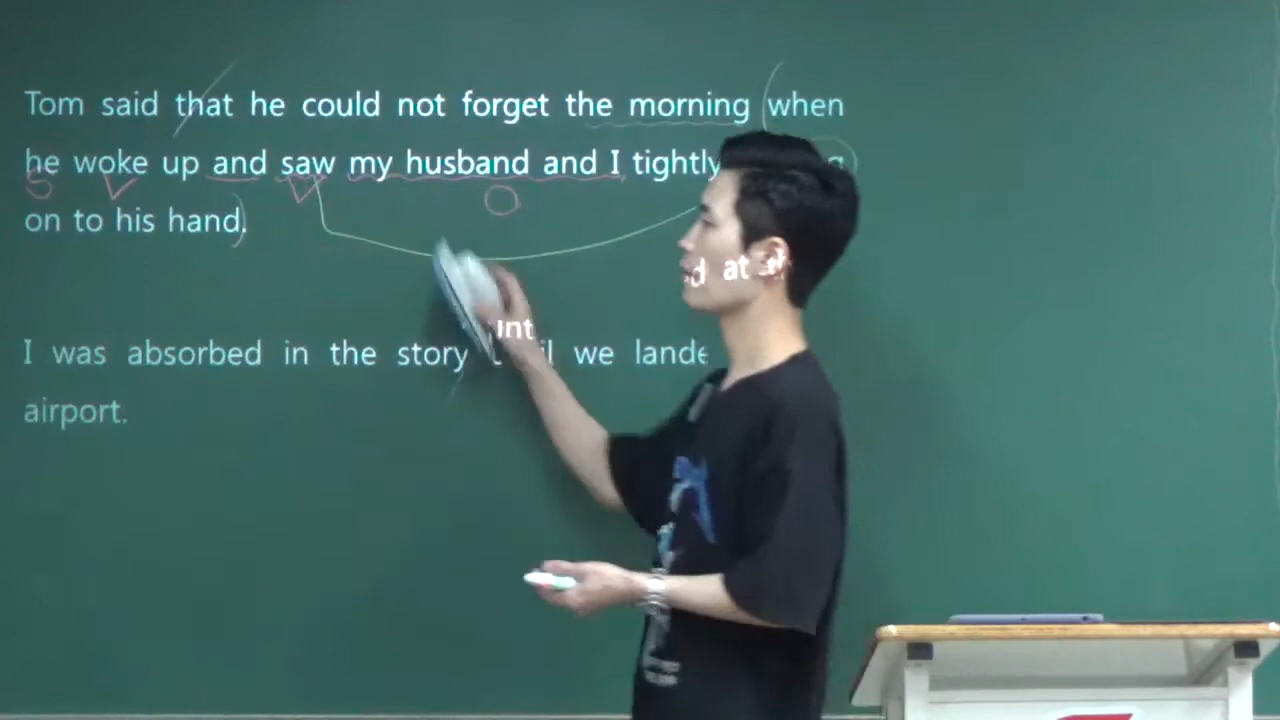 Tom said that he could not forget the morning when
he woke up and saw my husband and I tightly
on to his hand.
I was absorbed in the story we
airport.